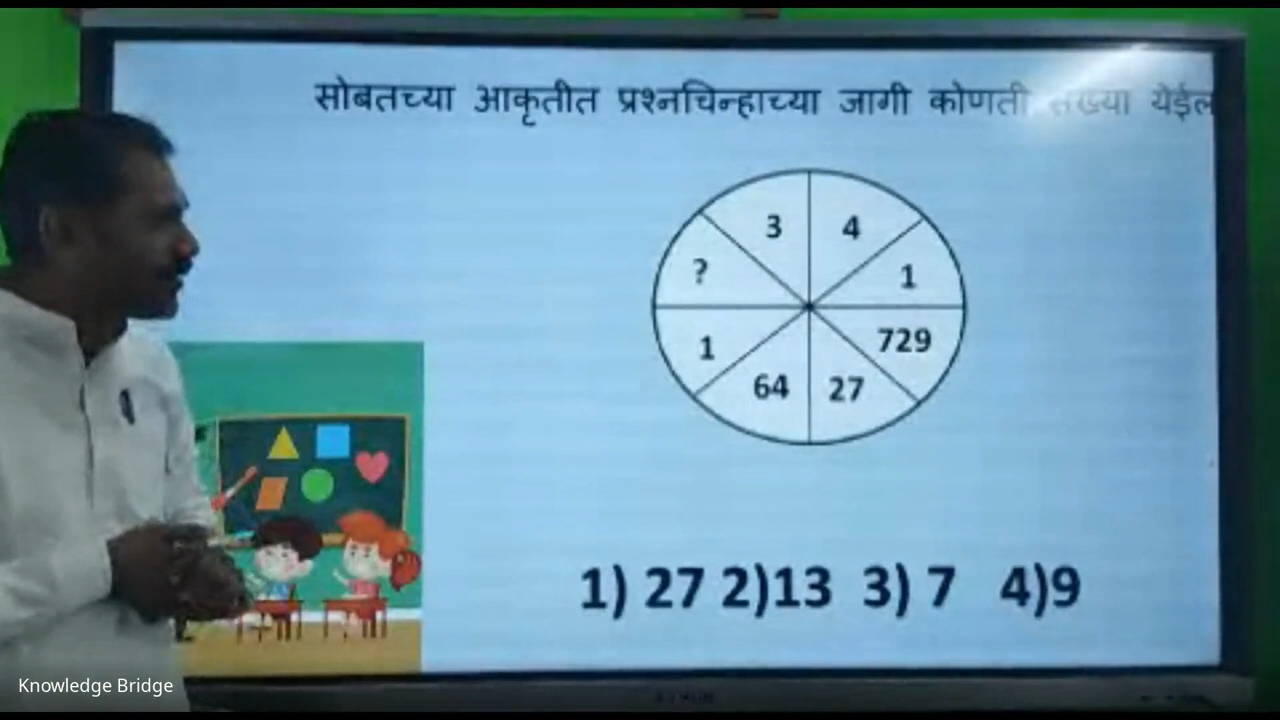 सोबतच्या आकृतीत प्रश्नचिन्हाच्या जागी कोणती संख्या येईल
3 4
? 1
1 729
64 27
1) 27 2)13 3) 7 4)9
Knowledge Bridge